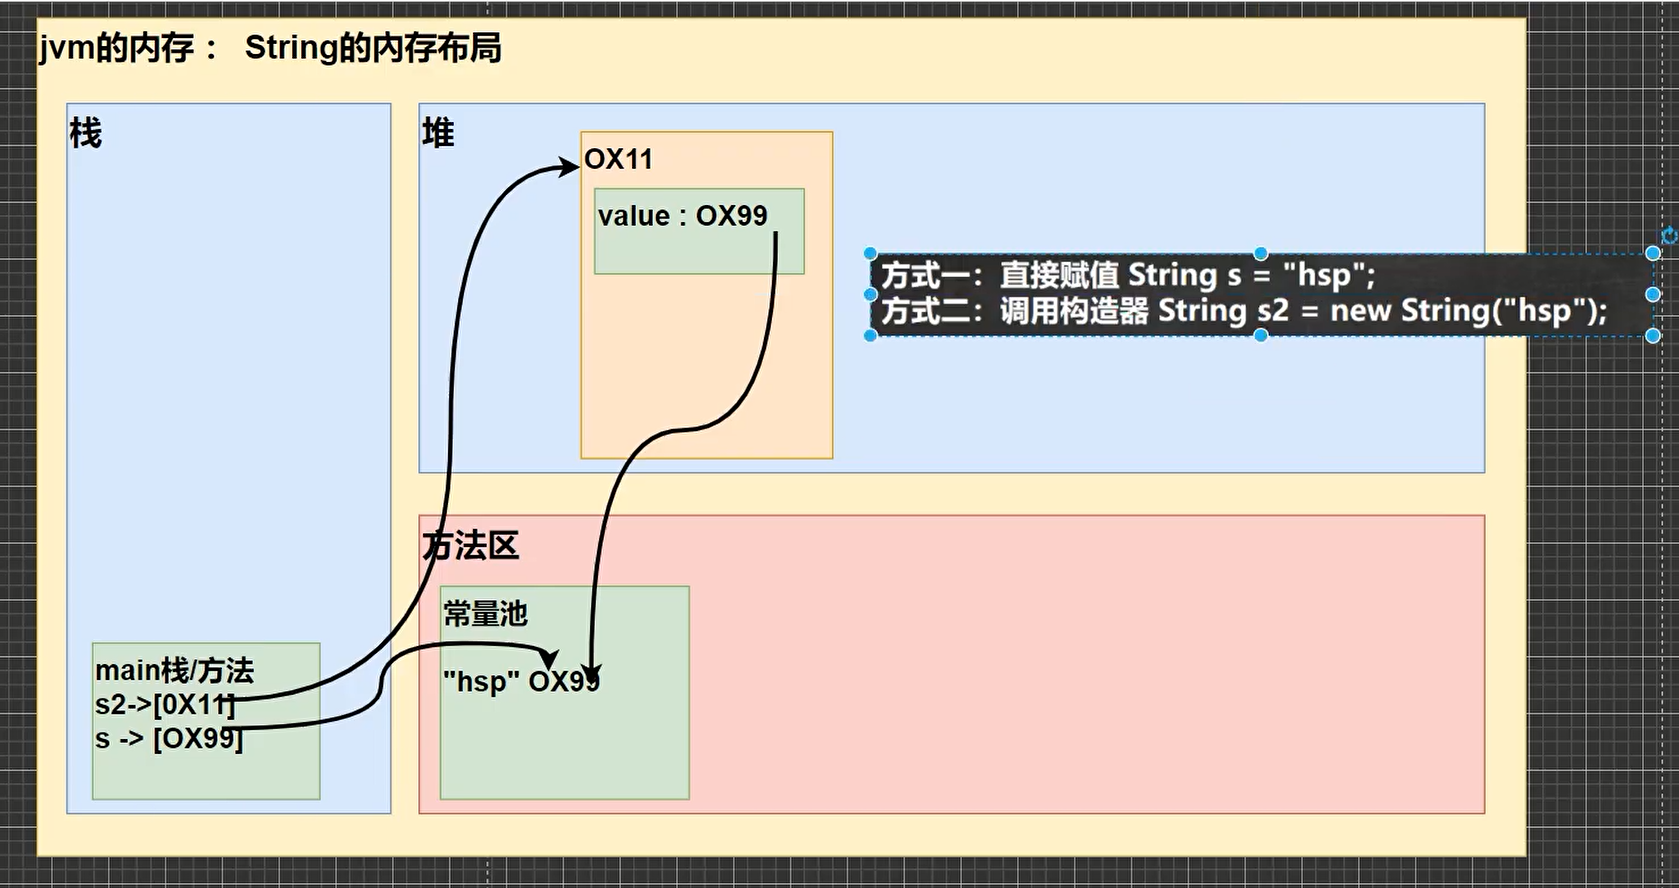 jvm的内存： String的内存布局
栈
堆
OX11
value : OX99
方式一：直接赋值 String s = "hsp";
方式二：调用构造器 String s2 = new String("hsp");
方法区
常量池
"hsp" OX99
main栈/方法
s2->[0X11]
s -> [OX99]